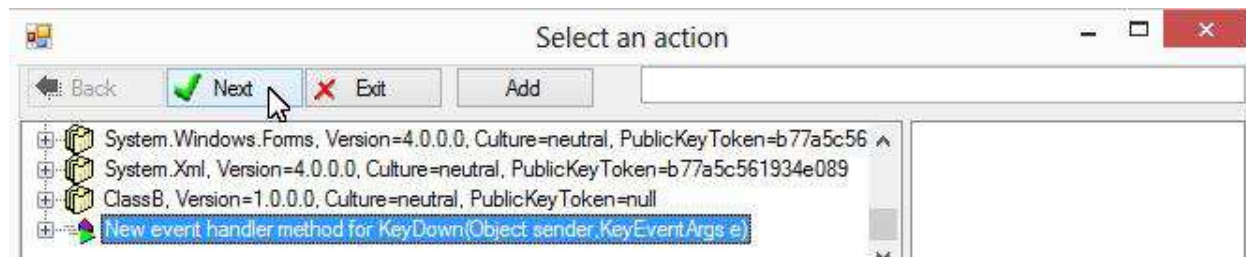 Select an action
Back Next Exit Add
System.Windows.Forms, Version=4.0.0.0, Culture=neutral, PublicKeyToken=b77a5c56
System.Xml, Version=4.0.0.0, Culture=neutral, PublicKeyToken=b77a5c561934e089
ClassB, Version=1.0.0.0, Culture=neutral, PublicKeyToken=null
New event handler method for KeyDown(Object sender,KeyEventArgs e)